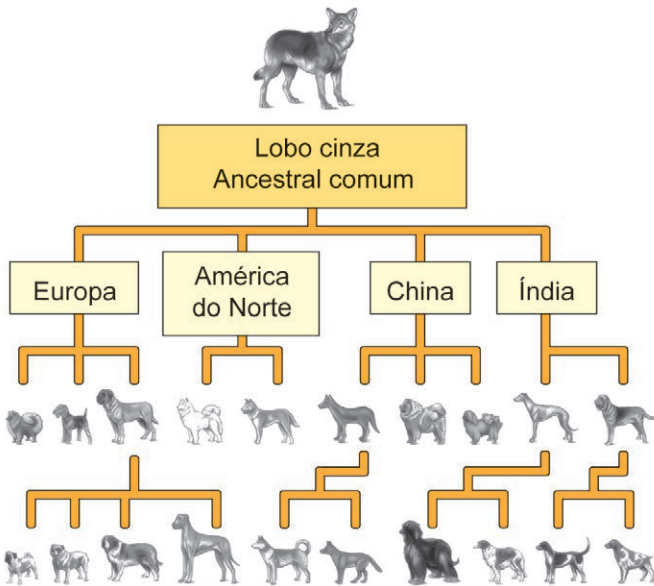 Lobo cinza
Ancestral comum
Europa
América
do Norte
China
Índia